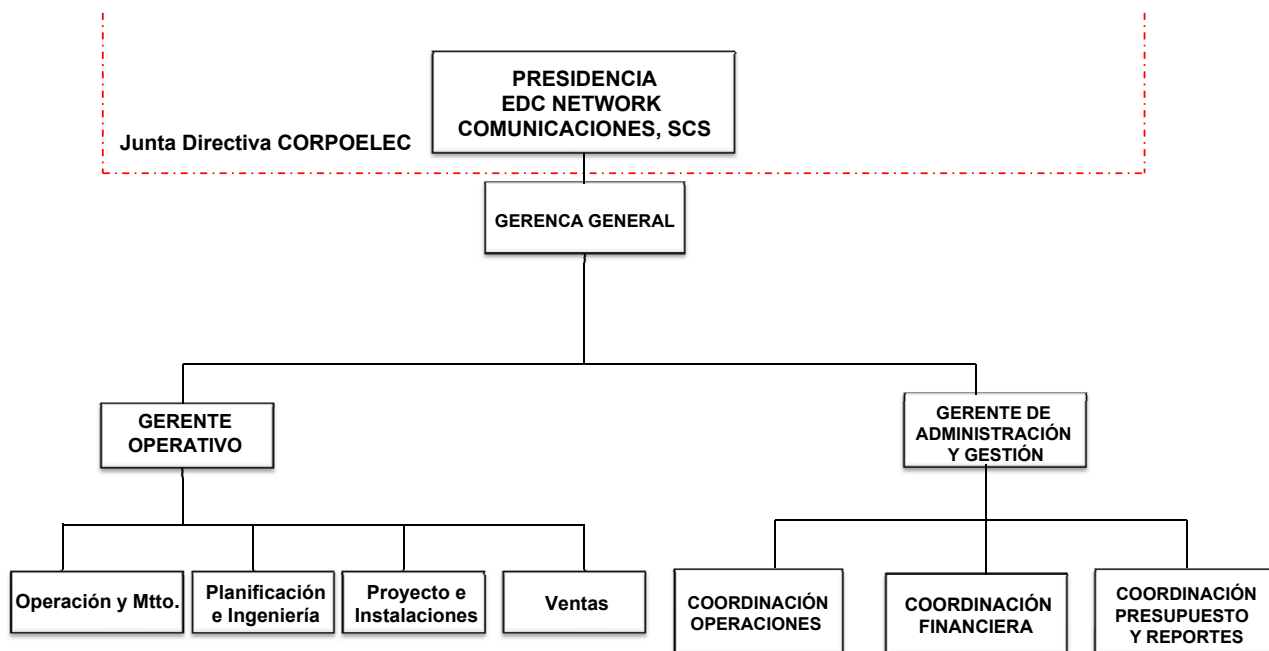 PRESIDENCIA
EDC NETWORK
COMUNICACIONES, SCS
Junta Directiva CORPOELEC
GERENCA GENERAL
GERENTE
OPERATIVO
GERENTE DE
ADMINISTRACIÓN
Y GESTIÓN
Operación y Mtto.
Planificación
e Ingeniería
Proyecto e
Instalaciones
Ventas
COORDINACIÓN
OPERACIONES
COORDINACIÓN
FINANCIERA
COORDINACIÓN
PRESUPUESTO
Y REPORTES